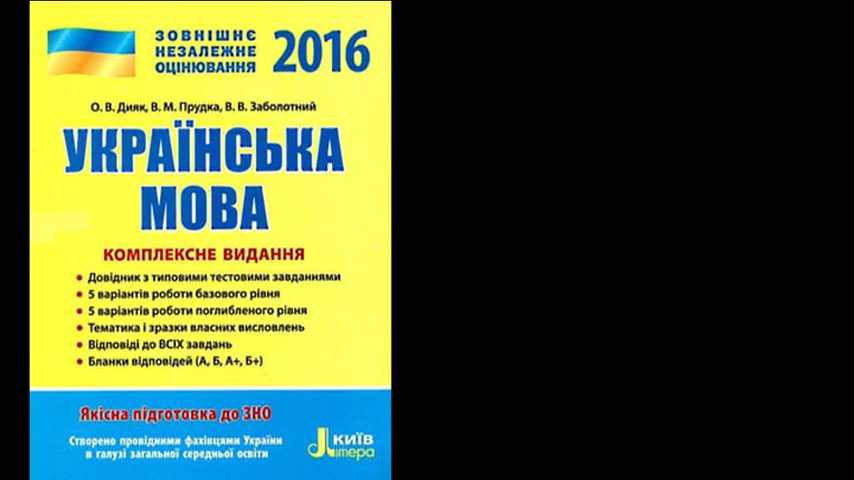 ЗОВНІШНЄ
НЕЗАЛЕЖНЕ
ОЦІНЮВАННЯ
2016
О. В. Дияк, В. М. Прудка, В. В. Заболотний
УКРАЇНСЬКА
МОВА
КОМПЛЕКСНЕ ВИДАННЯ
• Довідник з типовими тестовими завданнями
• 5 варіантів роботи базового рівня
• 5 варіантів роботи поглибленого рівня
• Тематика і зразки власних висловлень
• Відповіді до ВСІХ завдань
• Бланки відповідей (А, Б, А+, Б+)
Якісна підготовка до ЗНО
Створено провідними фахівцями України
в галузі загальної середньої освіти
КИЇВ
Літера